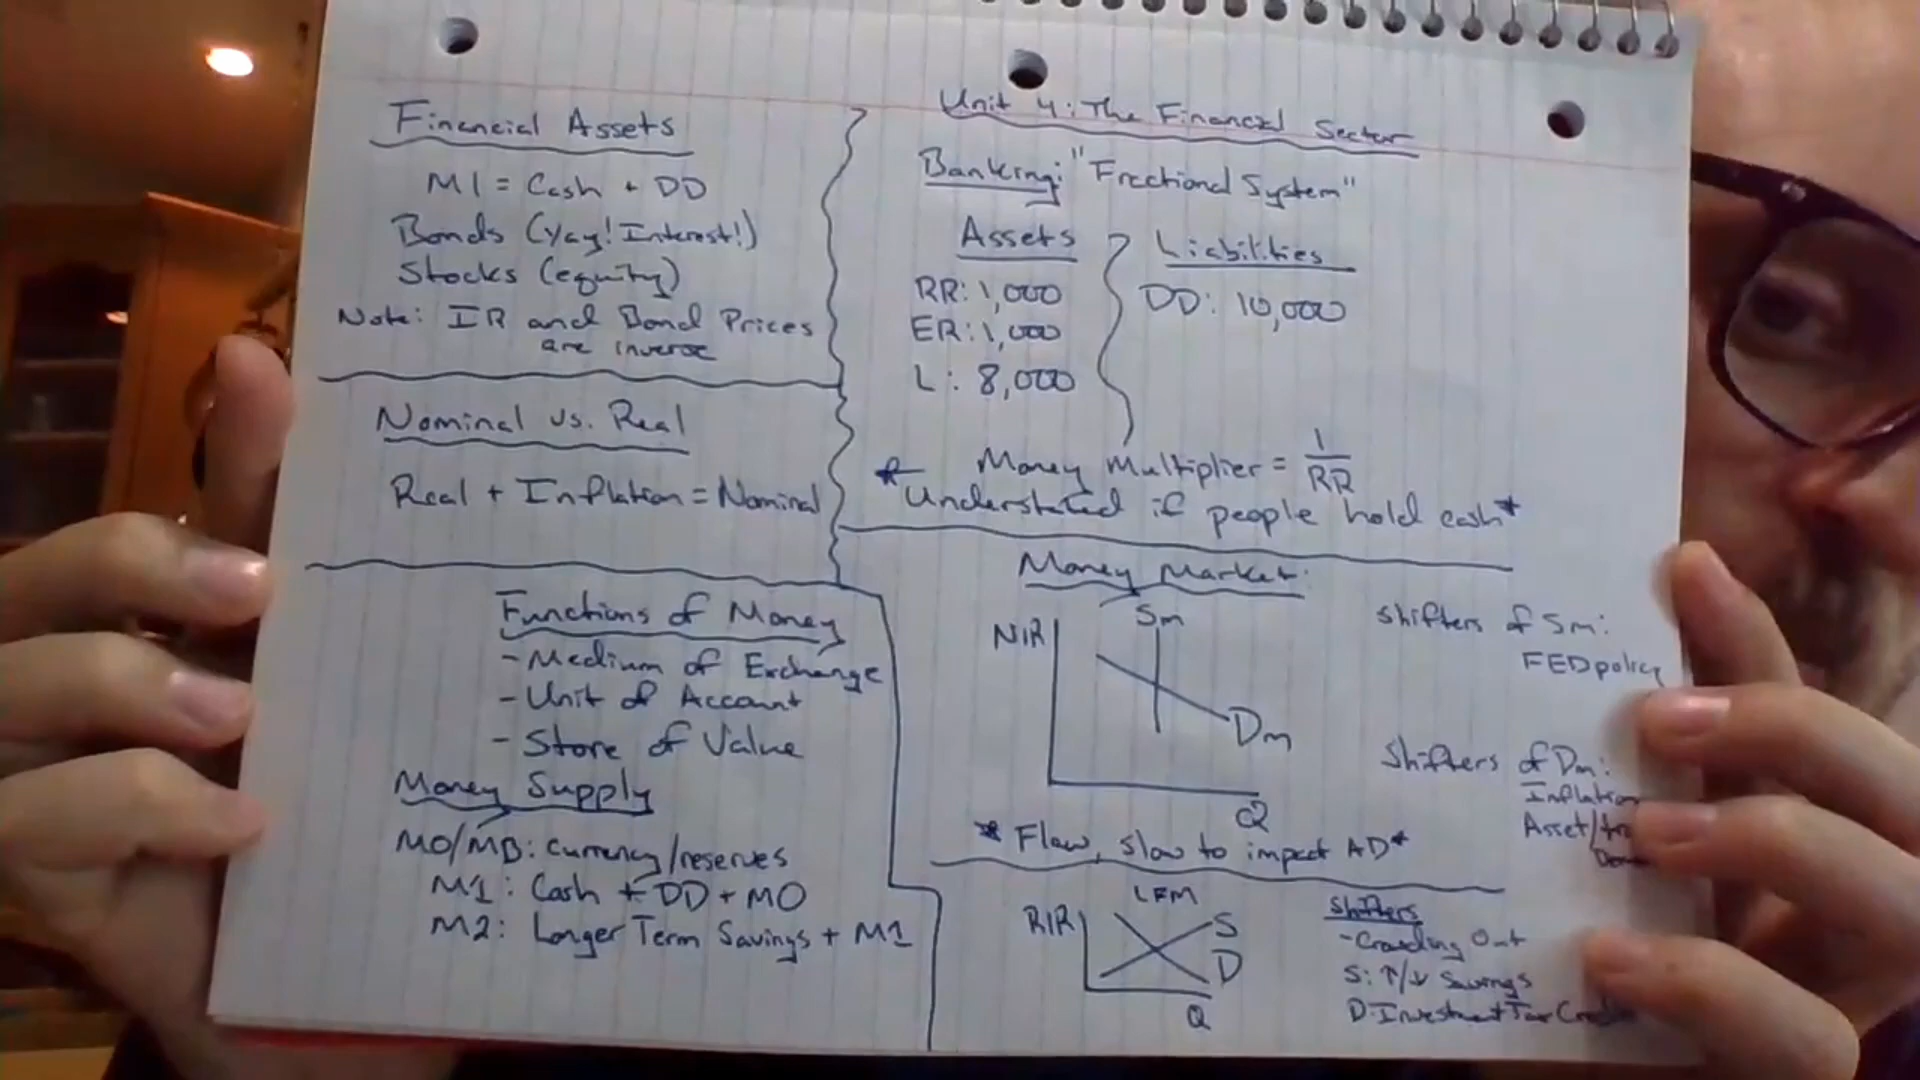 Unit 4: The Financial Sector
Financial Assets
M1 = Cash + DD
Bonds (yay! Interest!)
Stocks (equity)
Note: IR and Bond Prices
are inverse
Nominal vs. Real
Real + Inflation = Nominal
Functions of Money
- Medium of Exchange
- Unit of Account
- Store of Value
Money Supply
M0/MB: currency/reserves
M1: Cash + DD + M0
M2: Longer Term Savings + M1
Banking: "Fractional System"
Assets
RR: 1,000
ER: 1,000
L: 8,000
Liabilities
DD: 10,000
Money Multiplier = 1/RR
*Understated if people hold cash*
Money Market:
NIR
Sm
Dm
Q
Shifters of Sm:
FED policy
Shifters of Dm:
Inflation
Asset/
* Flaw, slow to impact AD*
LFM
RIR
S
D
Q
Shifters
- Crowding Out
S: ↑/↓ Savings
D: Investment Tax